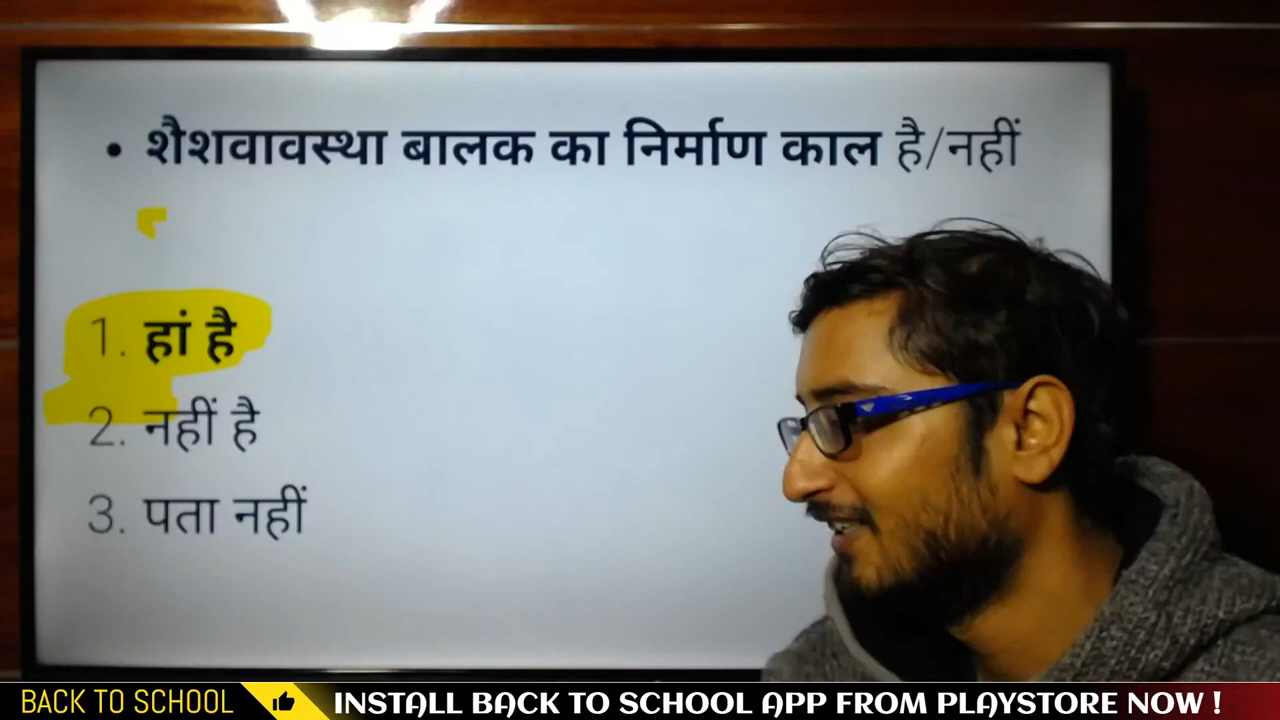 • शैशवावस्था बालक का निर्माण काल है/नहीं
1. हां है
2. नहीं है
3. पता नहीं
BACK TO SCHOOL INSTALL BACK TO SCHOOL APP FROM PLAYSTORE NOW !